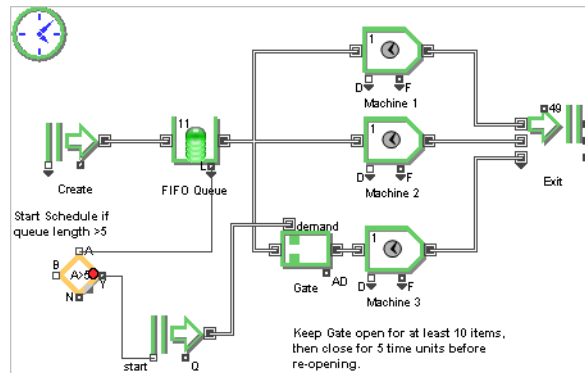 1
D
F
Machine 1
11
L
Create
FIFO Queue
1
D
F
Machine 2
49
Exit
Start Schedule if
queue length >5
A
B
A>5
Y
N
demand
Gate
AD
1
D
F
Machine 3
start
Q
Keep Gate open for at least 10 items,
then close for 5 time units before
re-opening.